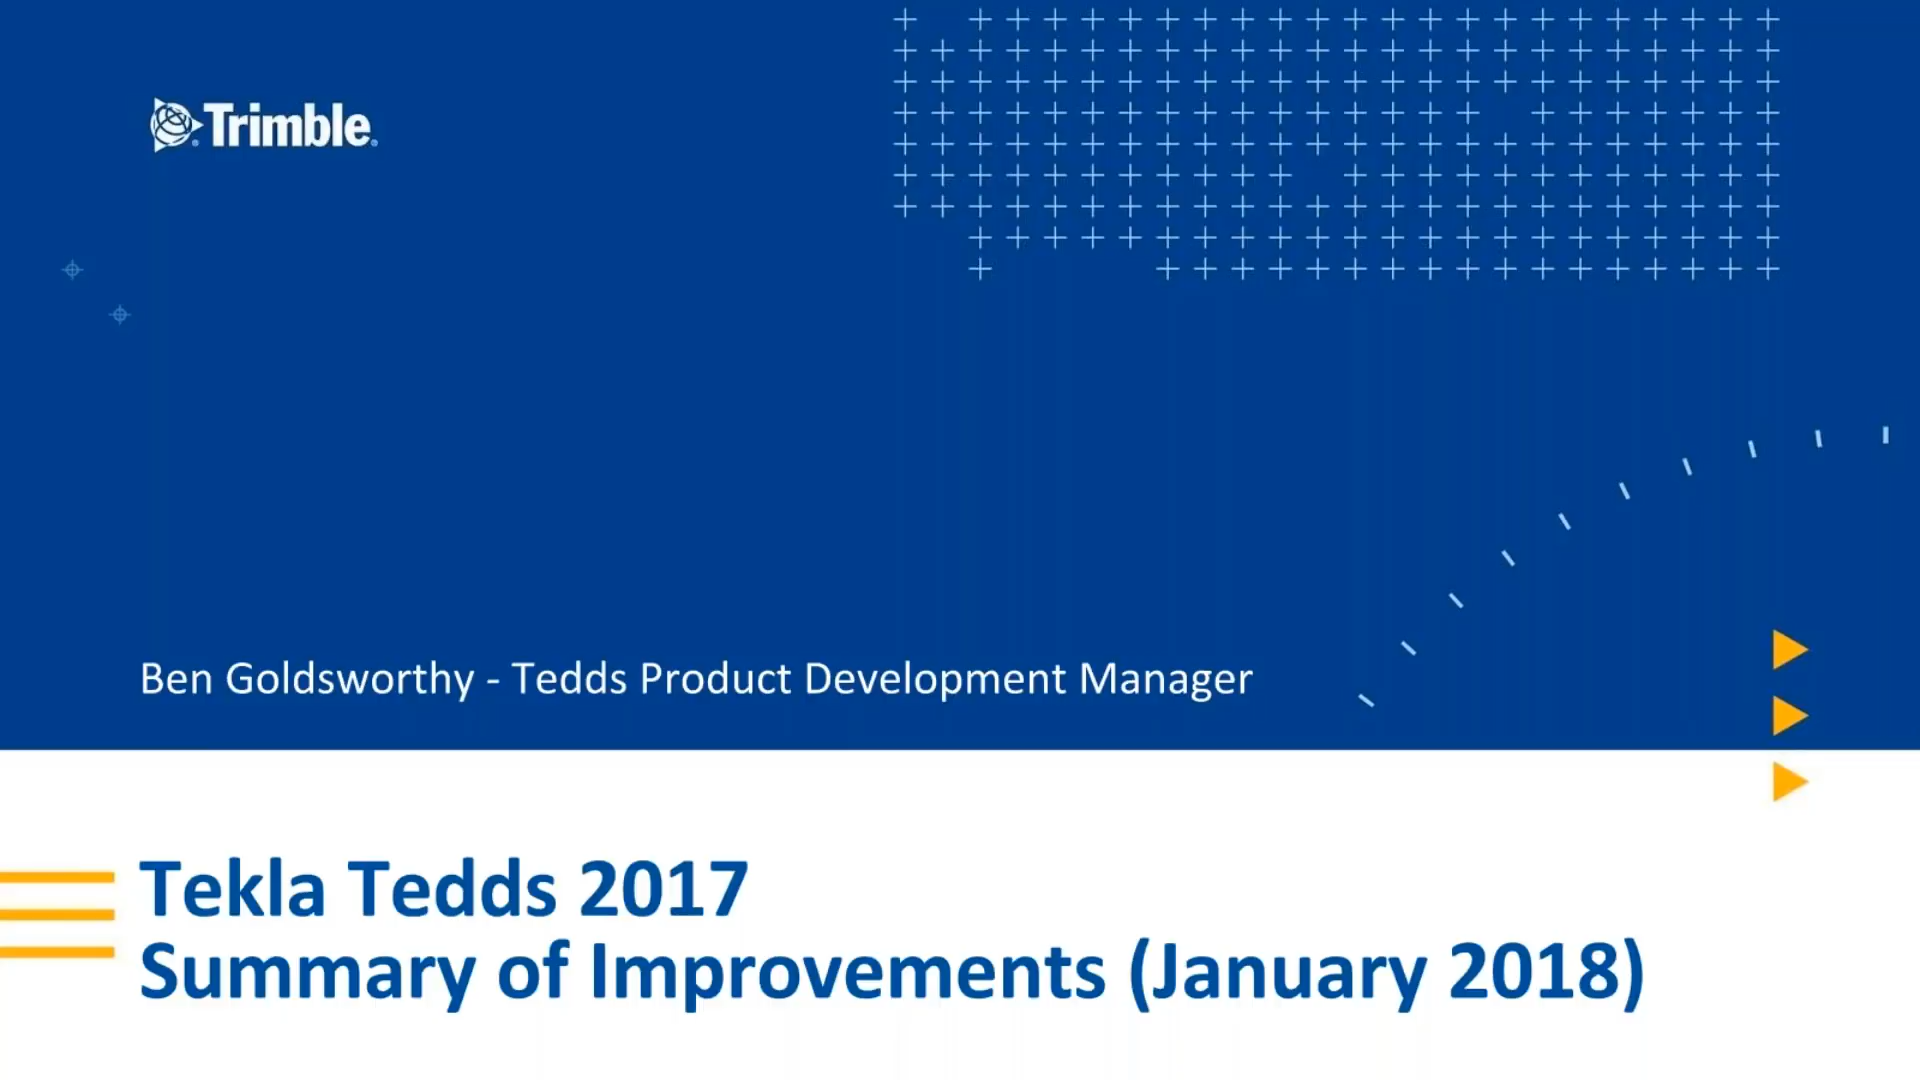 Trimble
Ben Goldsworthy - Tedds Product Development Manager
Tekla Tedds 2017
Summary of Improvements (January 2018)